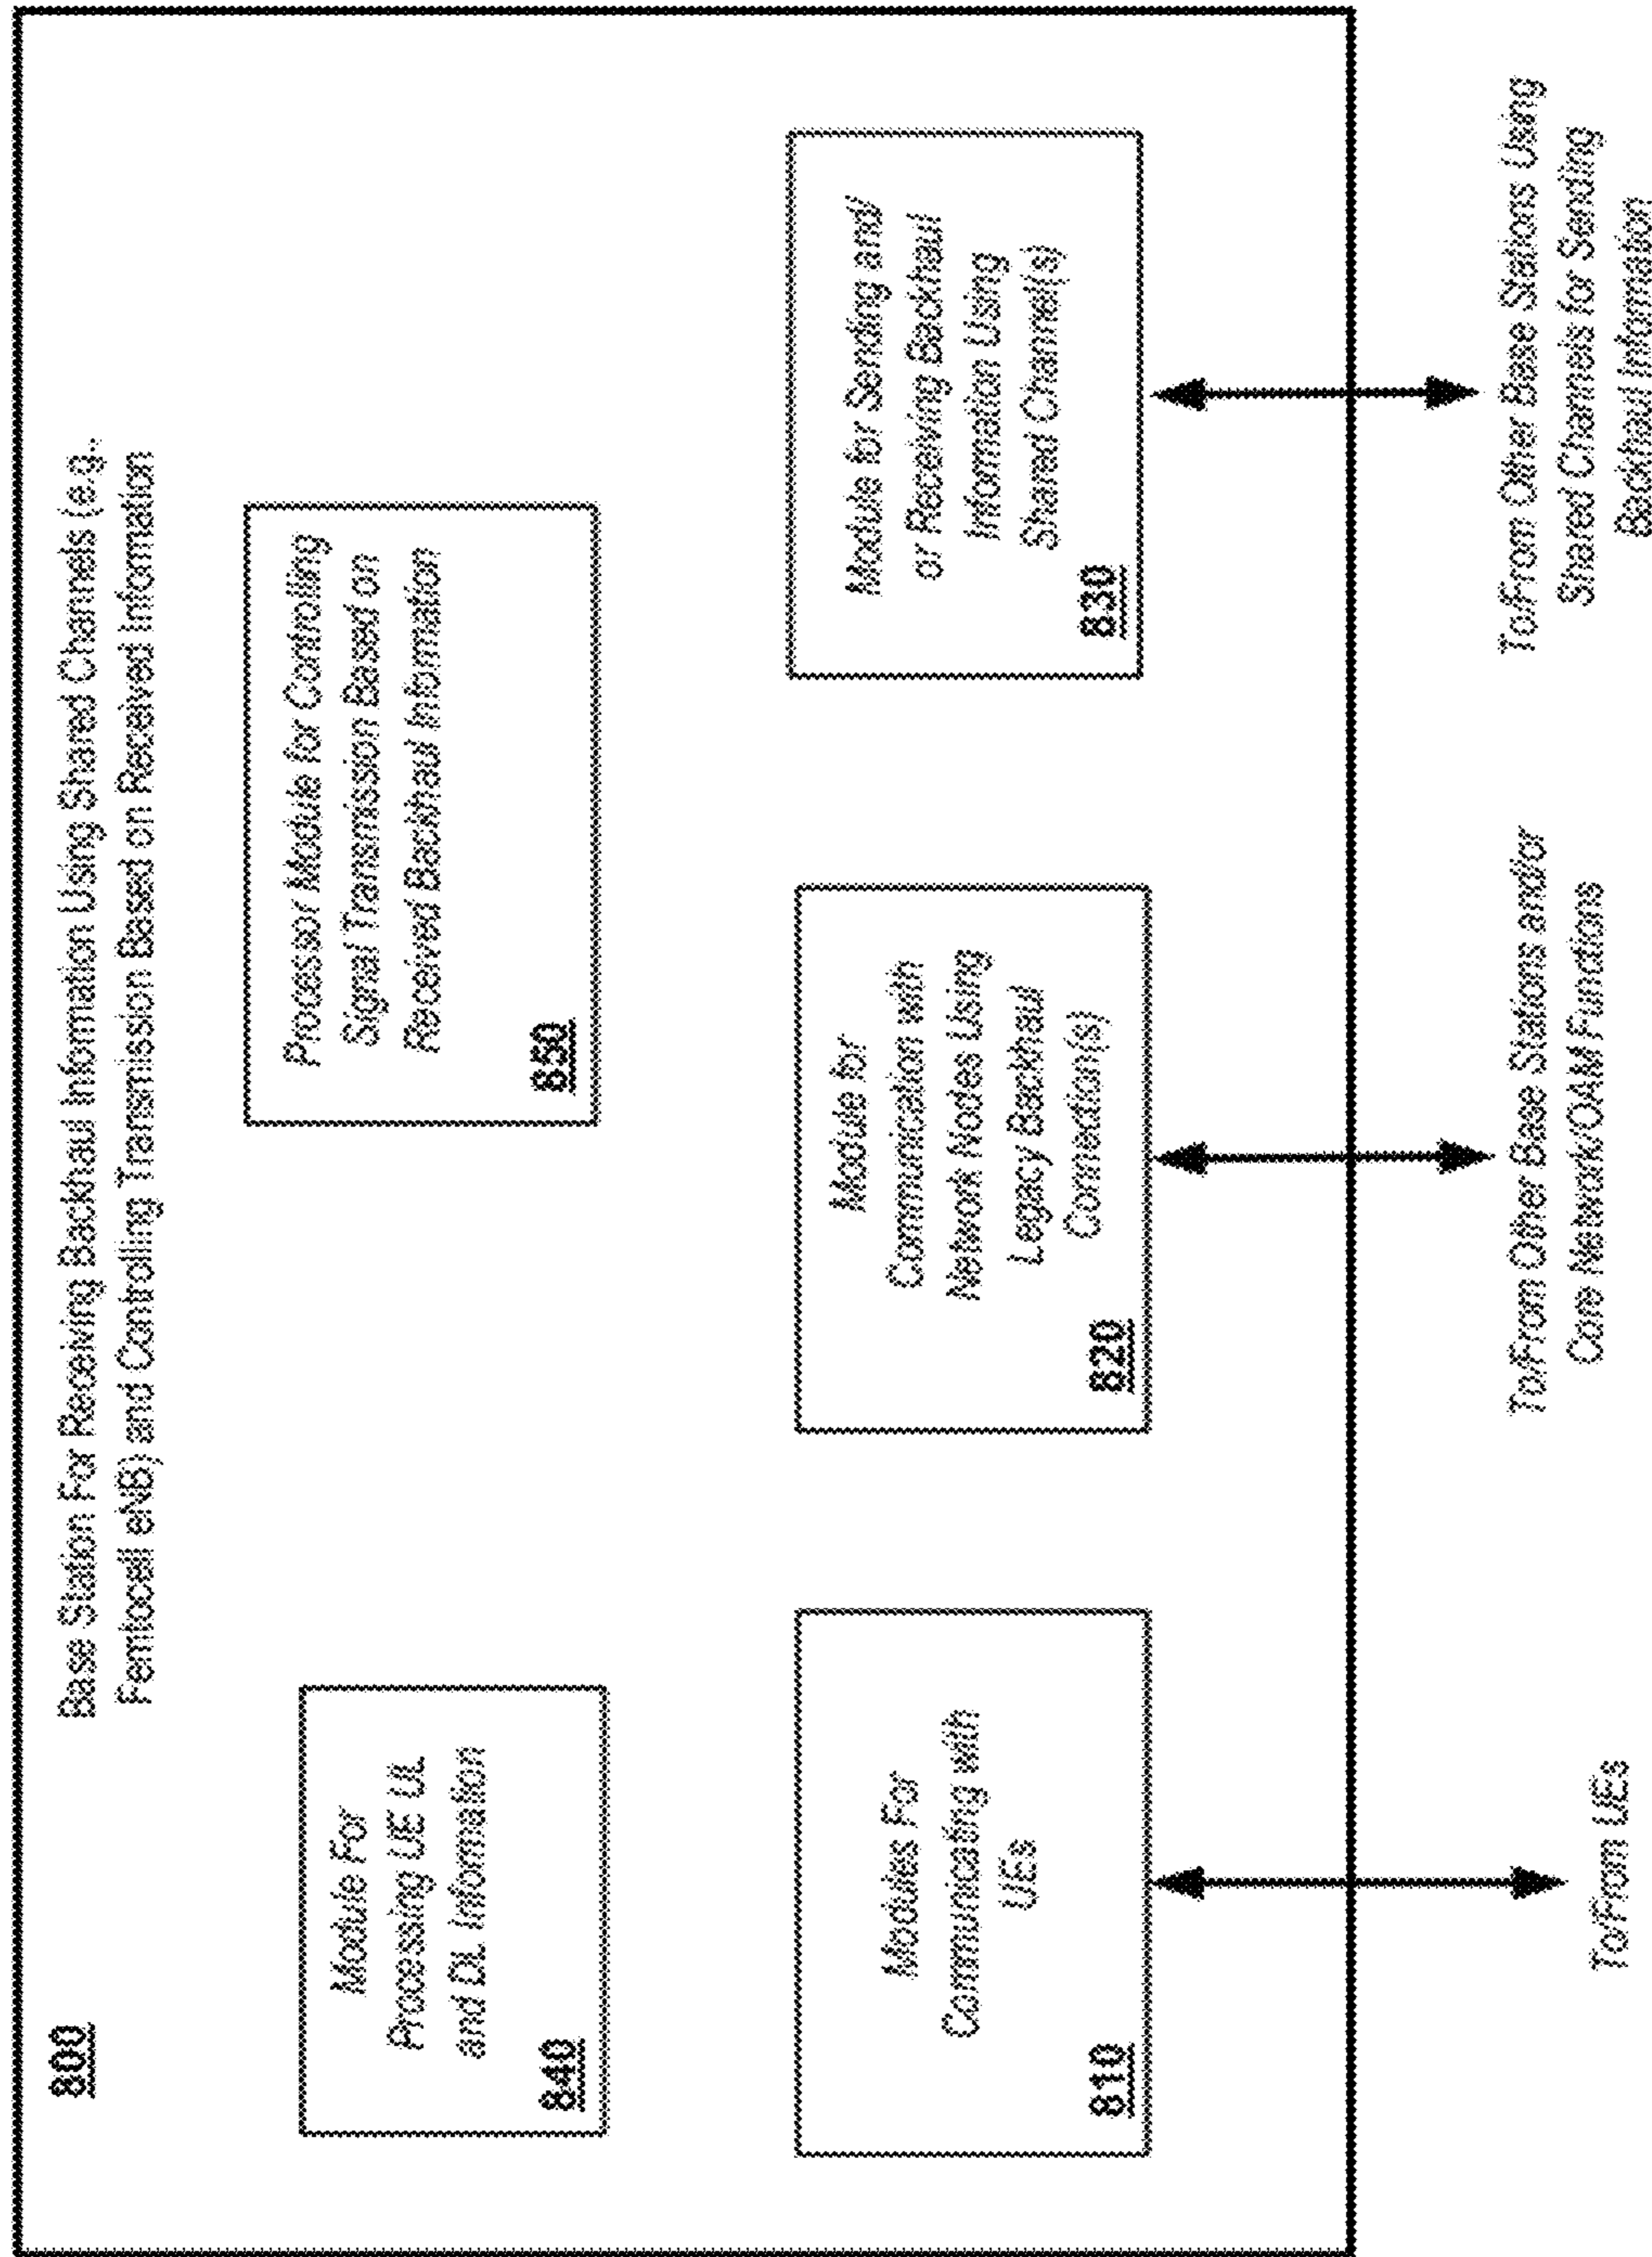 800
Base Station For Receiving Backhaul Information Using Shared Channels (e.g.,
Femtocell eNB) and Controlling Transmission Based on Received Information
Module For
Processing UE UL
and DL Information
840
Processor Module for Controlling
Signal Transmission Based on
Received Backhaul Information
850
Modules For
Communicating with
UEs
810
Module for
Communication with
Network Nodes Using
Legacy Backhaul
Connection(s)
820
Module for Sending and/
or Receiving Backhaul
Information Using
Shared Channel(s)
830
To/From UEs
To/From Other Base Stations and/or
Core Network/OAM Functions
To/From Other Base Stations Using
Shared Channels for Sending
Backhaul Information